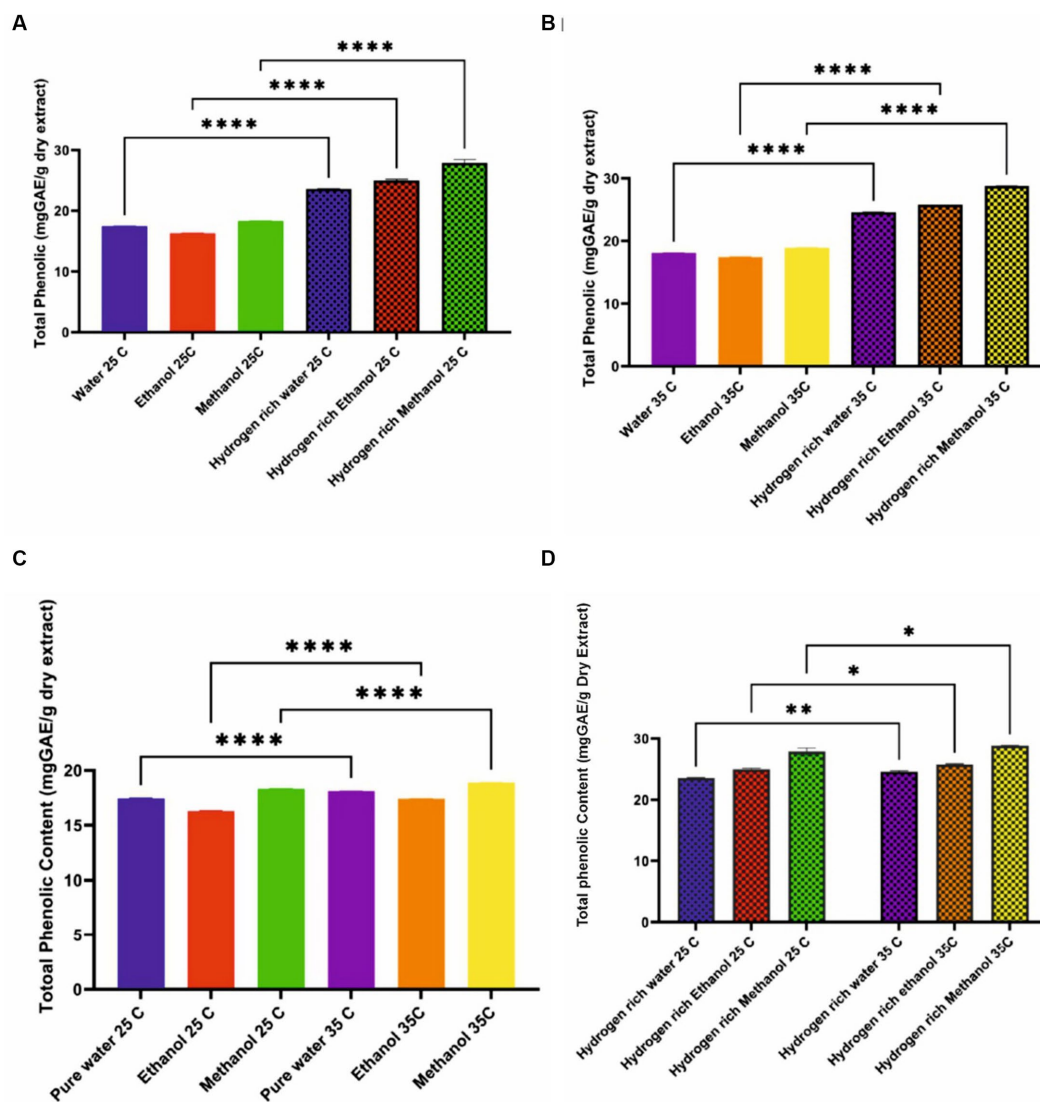 A
Total Phenolic (mgGAE/g dry extract)
****
****
****
30
20
10
0
Water 25 C
Ethanol 25C
Methanol 25C
Hydrogen rich water 25 C
Hydrogen rich Ethanol 25 C
Hydrogen rich Methanol 25 C
B
Total Phenolic (mgGAE/g dry extract)
****
****
****
30
20
10
0
Water 35 C
Ethanol 35C
Methanol 35C
Hydrogen rich water 35 C
Hydrogen rich Ethanol 35 C
Hydrogen rich Methanol 35 C
C
Totoal Phenolic Content (mgGAE/g dry extract)
****
****
****
20
15
10
5
0
Pure water 25 C
Ethanol 25 C
Methanol 25 C
Pure water 35 C
Ethanol 35C
Methanol 35C
D
Total phenolic Content (mgGAE/g Dry Extract)
*
*
**
30
20
10
0
Hydrogen rich water 25 C
Hydrogen rich Ethanol 25 C
Hydrogen rich Methanol 25 C
Hydrogen rich water 35 C
Hydrogen rich ethanol 35C
Hydrogen rich Methanol 35C